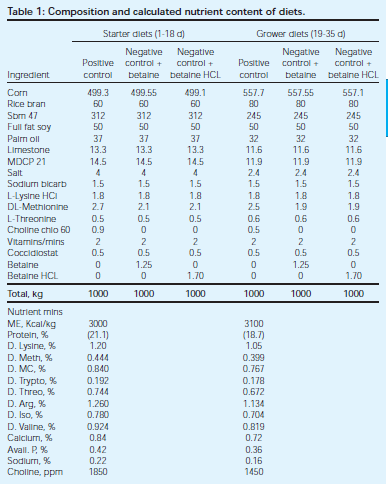 Table 1: Composition and calculated nutrient content of diets.
Starter diets (1-18 d) Grower diets (19-35 d)
Negative Negative Negative Negative
Positive control + control + Positive control + control +
Ingredient control betaine betaine HCL control betaine betaine HCL
Corn 499.3 499.55 499.1 557.7 557.55 557.1
Rice bran 60 60 60 80 80 80
Sbm 47 312 312 312 245 245 245
Full fat soy 50 50 50 50 50 50
Palm oil 37 37 37 32 32 32
Limestone 13.3 13.3 13.3 11.6 11.6 11.6
MDCP 21 14.5 14.5 14.5 11.9 11.9 11.9
Salt 4 4 4 2.4 2.4 2.4
Sodium bicarb 1.5 1.5 1.5 1.5 1.5 1.5
L-Lysine HCl 1.8 1.8 1.8 1.8 1.8 1.8
DL-Methionine 2.7 2.1 2.1 2.5 1.9 1.9
L-Threonine 0.5 0.5 0.5 0.6 0.6 0.6
Choline chlo 60 0.9 0 0 0.5 0 0
Vitamins/mins 2 2 2 2 2 2
Coccidiostat 0.5 0.5 0.5 0.5 0.5 0.5
Betaine 0 1.25 0 0 1.25 0
Betaine HCL 0 0 1.70 0 0 1.70
Total, kg 1000 1000 1000 1000 1000 1000
Nutrient mins
ME, Kcal/kg 3000 3100
Protein, % (21.1) (18.7)
D. Lysine, % 1.20 1.05
D. Meth, % 0.444 0.399
D. MC, % 0.840 0.767
D. Trypto, % 0.192 0.178
D. Threo, % 0.744 0.672
D. Arg, % 1.260 1.134
D. Iso, % 0.780 0.704
D. Valine, % 0.924 0.819
Calcium, % 0.84 0.72
Avail. P, % 0.42 0.36
Sodium, % 0.22 0.16
Choline, ppm 1850 1450